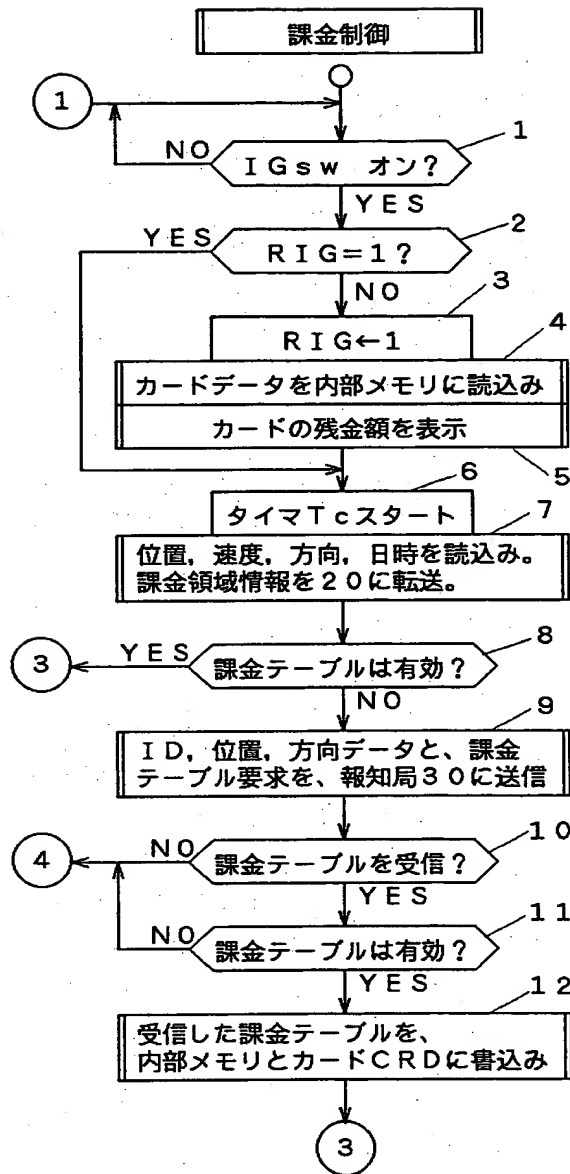 課金制御
1
1
NO
IGsw オン?
YES
2
YES
RIG=1?
NO
3
RIG←1
4
カードデータを内部メモリに読込み
カードの残金額を表示
5
6
タイマTcスタート
7
位置,速度,方向,日時を読込み。
課金領域情報を20に転送。
8
3
YES
課金テーブルは有効?
NO
9
ID,位置,方向データと、課金
テーブル要求を、報知局30に送信
10
4
NO
課金テーブルを受信?
YES
11
NO
課金テーブルは有効?
YES
12
受信した課金テーブルを、
内部メモリとカードCRDに書込み
3